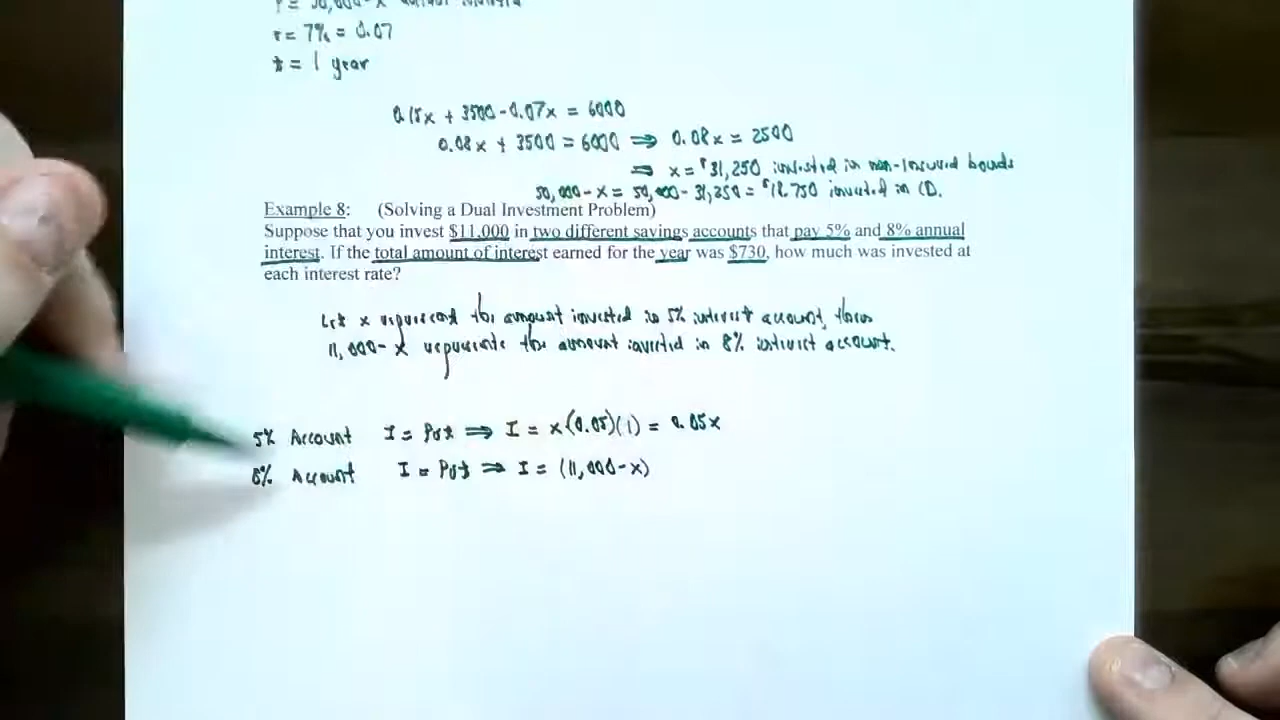 r = 7% = 0.07
t = 1 year
0.15x + 3500 - 0.07x = 6000
0.08x + 3500 = 6000 ⇒ 0.08x = 2500
⇒ x = $31,250 invested in non-insured bonds
50,000 - x = 50,000 - 31,250 = $18,750 invested in CD.
Example 8: (Solving a Dual Investment Problem)
Suppose that you invest $11,000 in two different savings accounts that pay 5% and 8% annual
interest. If the total amount of interest earned for the year was $730, how much was invested at
each interest rate?
Let x represent the amount invested in 5% interest account, then
11,000 - x represents the amount invested in 8% interest account.
5% Account I = Prt ⇒ I = x(0.05)(1) = 0.05x
8% Account I = Prt ⇒ I = (11,000 - x)